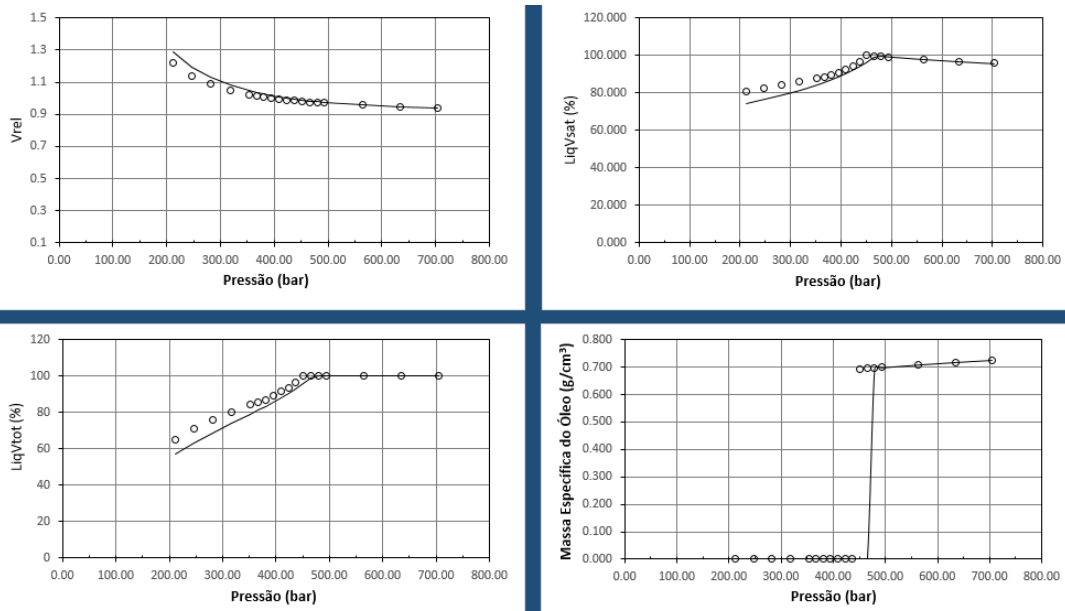 1.5
1.3
1.1
0.9
0.7
0.5
0.3
0.1
Vrel
0.00 100.00 200.00 300.00 400.00 500.00 600.00 700.00 800.00
Pressão (bar)
120.000
100.000
80.000
60.000
40.000
20.000
0.000
LiqVsat (%)
0.00 100.00 200.00 300.00 400.00 500.00 600.00 700.00 800.00
Pressão (bar)
120
100
80
60
40
20
0
LiqVtot (%)
0.00 100.00 200.00 300.00 400.00 500.00 600.00 700.00 800.00
Pressão (bar)
0.800
0.700
0.600
0.500
0.400
0.300
0.200
0.100
0.000
Massa Específica do Óleo (g/cm³)
0.00 100.00 200.00 300.00 400.00 500.00 600.00 700.00 800.00
Pressão (bar)